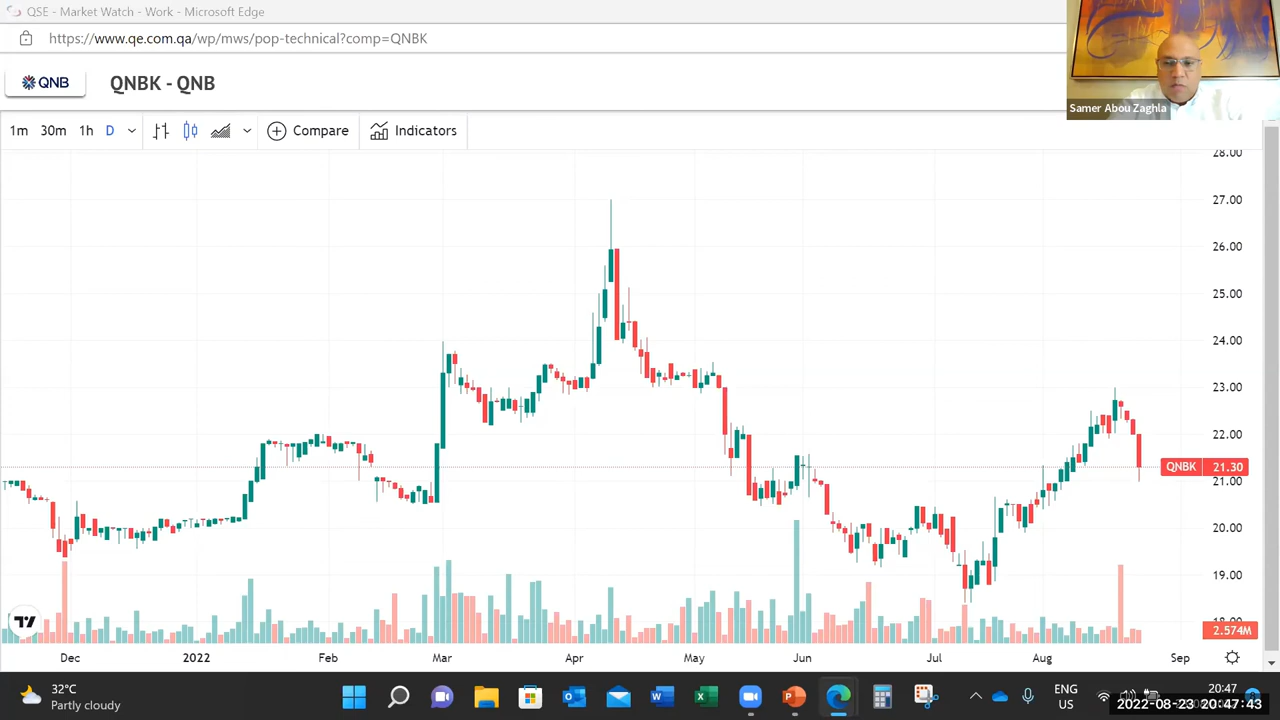 QSE - Market Watch - Work - Microsoft Edge
https://www.qe.com.qa/wp/mws/pop-technical?comp=QNBK
Samer Abou Zaghla
QNB
QNBK - QNB
1m 30m 1h D Compare Indicators
28.00
27.00
26.00
25.00
24.00
23.00
22.00
QNBK 21.30
21.00
20.00
19.00
18.00
2.574M
Dec 2022 Feb Mar Apr May Jun Jul Aug Sep
32°C
Partly cloudy
ENG
US
20:47
2022-08-23 20:47:43